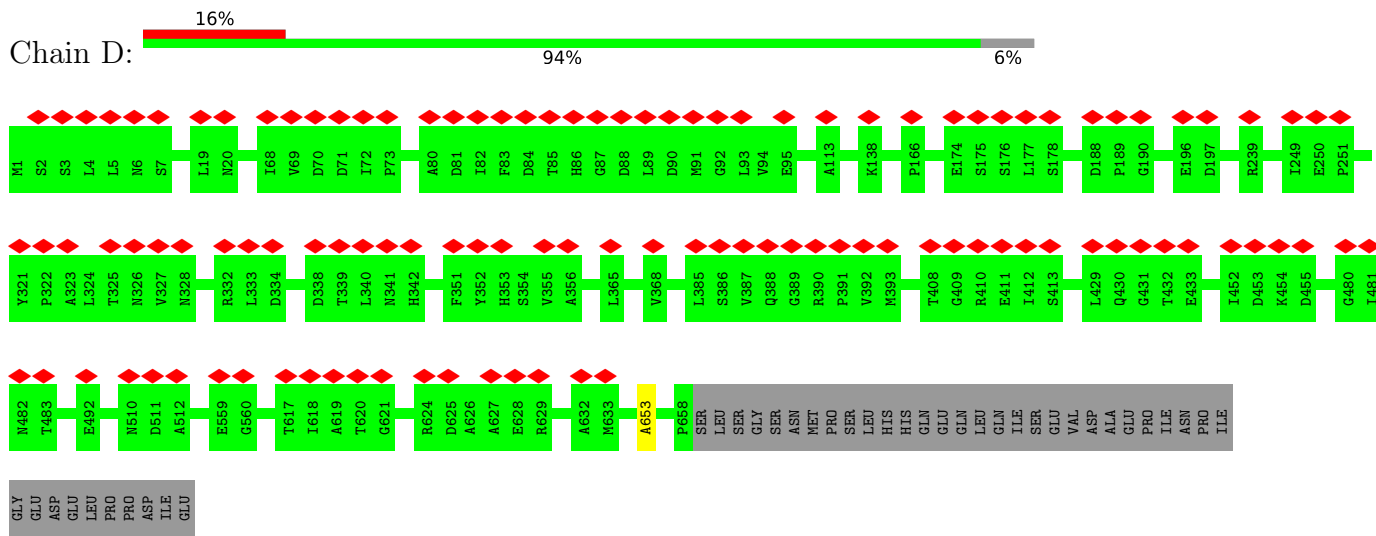 16%
Chain D:
94% 6%
M1 S2 S3 L4 L5 N6 S7 L19 N20 I68 V69 D70 D71 I72 P73 A80 D81 I82 F83 D84 T85 H86 G87 D88 L89 D90 M91 G92 L93 V94 E95 A113 K138 P166 E174 S175 S176 L177 S178 D188 P189 G190 E196 D197 R239 I249 E250 P251
Y321 P322 A323 L324 T325 N326 V327 N328 R332 L333 D334 D338 T339 L340 N341 H342 F351 Y352 H353 S354 V355 A356 L365 V368 L385 S386 V387 Q388 G389 R390 P391 V392 M393 T408 G409 R410 E411 I412 S413 L429 Q430 G431 T432 E433 I452 D453 K454 D455 G480 I481
N482 T483 E492 N510 D511 A512 E559 G560 T617 I618 A619 T620 G621 R624 D625 A626 A627 E628 R629 A632 M633 A653 P658 SER LEU SER GLY SER ASN MET PRO SER LEU HIS HIS GLN GLU GLN LEU GLN ILE SER GLU VAL ASP ALA GLU PRO ILE ASN PRO ILE
GLY GLU ASP GLU LEU PRO PRO ASP ILE GLU